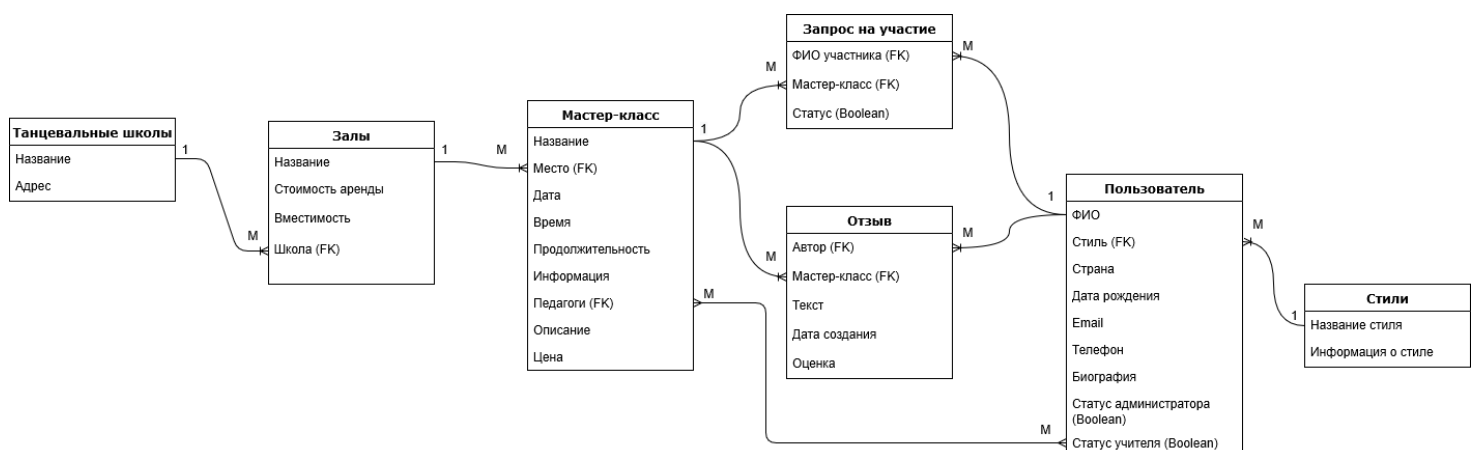 Танцевальные школы
Название
Адрес
1
М
Залы
Название
Стоимость аренды
Вместимость
Школа (FK)
1
М
Мастер-класс
Название
Место (FK)
Дата
Время
Продолжительность
Информация
Педагоги (FK)
Описание
Цена
1
М
М
М
Запрос на участие
ФИО участника (FK)
Мастер-класс (FK)
Статус (Boolean)
М
Отзыв
Автор (FK)
Мастер-класс (FK)
Текст
Дата создания
Оценка
М
1
М
Пользователь
ФИО
Стиль (FK)
Страна
Дата рождения
Email
Телефон
Биография
Статус администратора
(Boolean)
Статус учителя (Boolean)
М
1
Стили
Название стиля
Информация о стиле